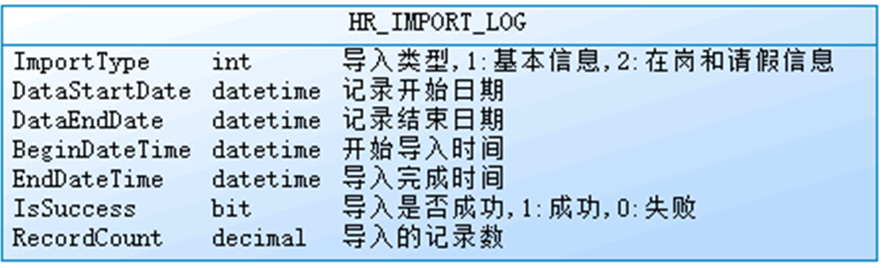 HR_IMPORT_LOG
ImportType int 导入类型,1:基本信息,2:在岗和请假信息
DataStartDate datetime 记录开始日期
DataEndDate datetime 记录结束日期
BeginDateTime datetime 开始导入时间
EndDateTime datetime 导入完成时间
IsSuccess bit 导入是否成功,1:成功,0:失败
RecordCount decimal 导入的记录数